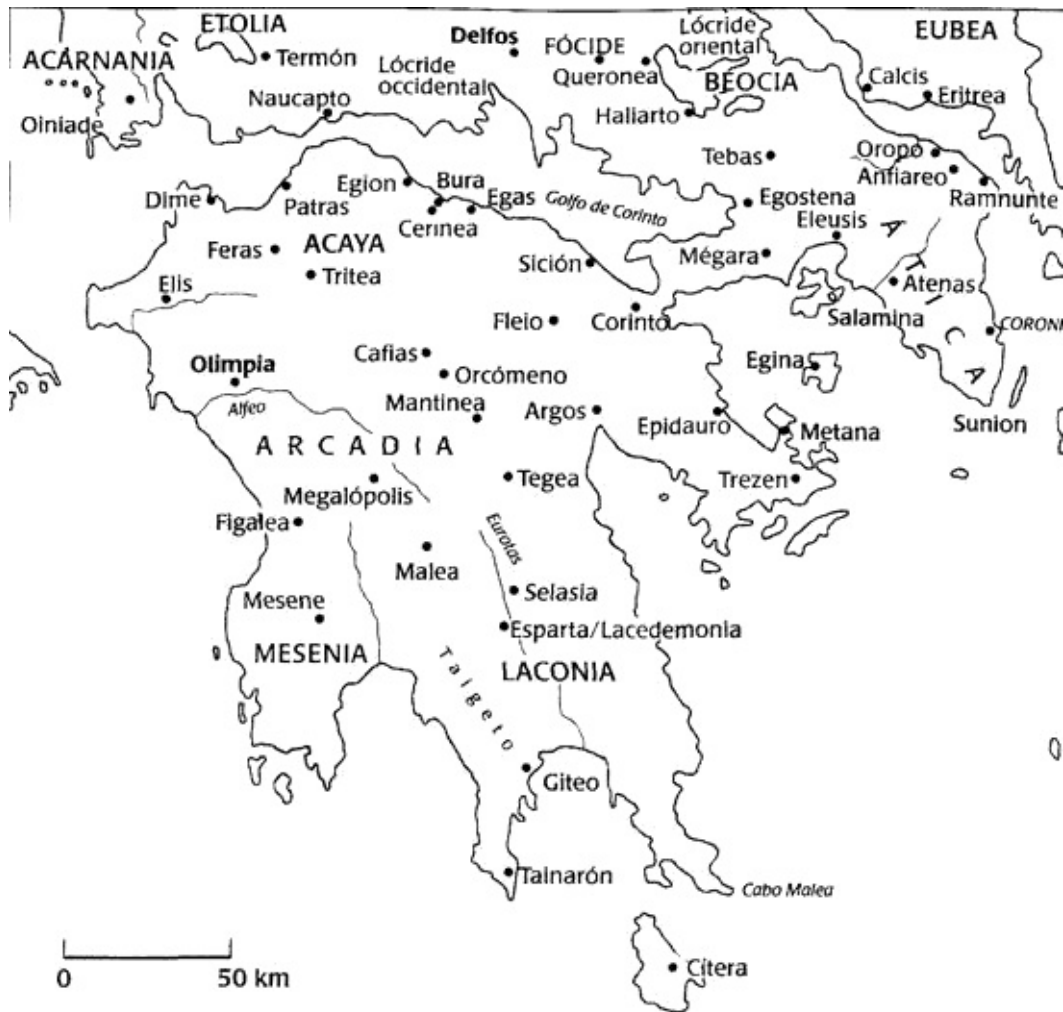 ETOLIA
Delfos
FÓCIDE
Lócride
oriental
EUBEA
ACARNANIA
Termón
Lócride
occidental
Queronea
BEOCIA
Calcis
Eritrea
Oiniade
Naucapto
Haliarto
Tebas
Oropo
Anfiareo
Ramnunte
Dime
Patras
Egion
Bura
Egas
Cerinea
Golfo de Corinto
Egostena
Eleusis
Feras
ACAYA
Tritea
Sición
Mégara
ATICA
Atenas
Elis
Fleio
Corinto
Salamina
CORONI
Cafias
Olimpia
Orcómeno
Egina
Alfeo
Mantinea
Argos
Epidauro
Metana
Sunion
ARCADIA
Megalópolis
Tegea
Trezen
Figalea
Eurotas
Malea
Selasia
Mesene
Esparta/Lacedemonia
MESENIA
Taigeto
LACONIA
Giteo
Tainarón
Cabo Malea
Citera
0 50 km